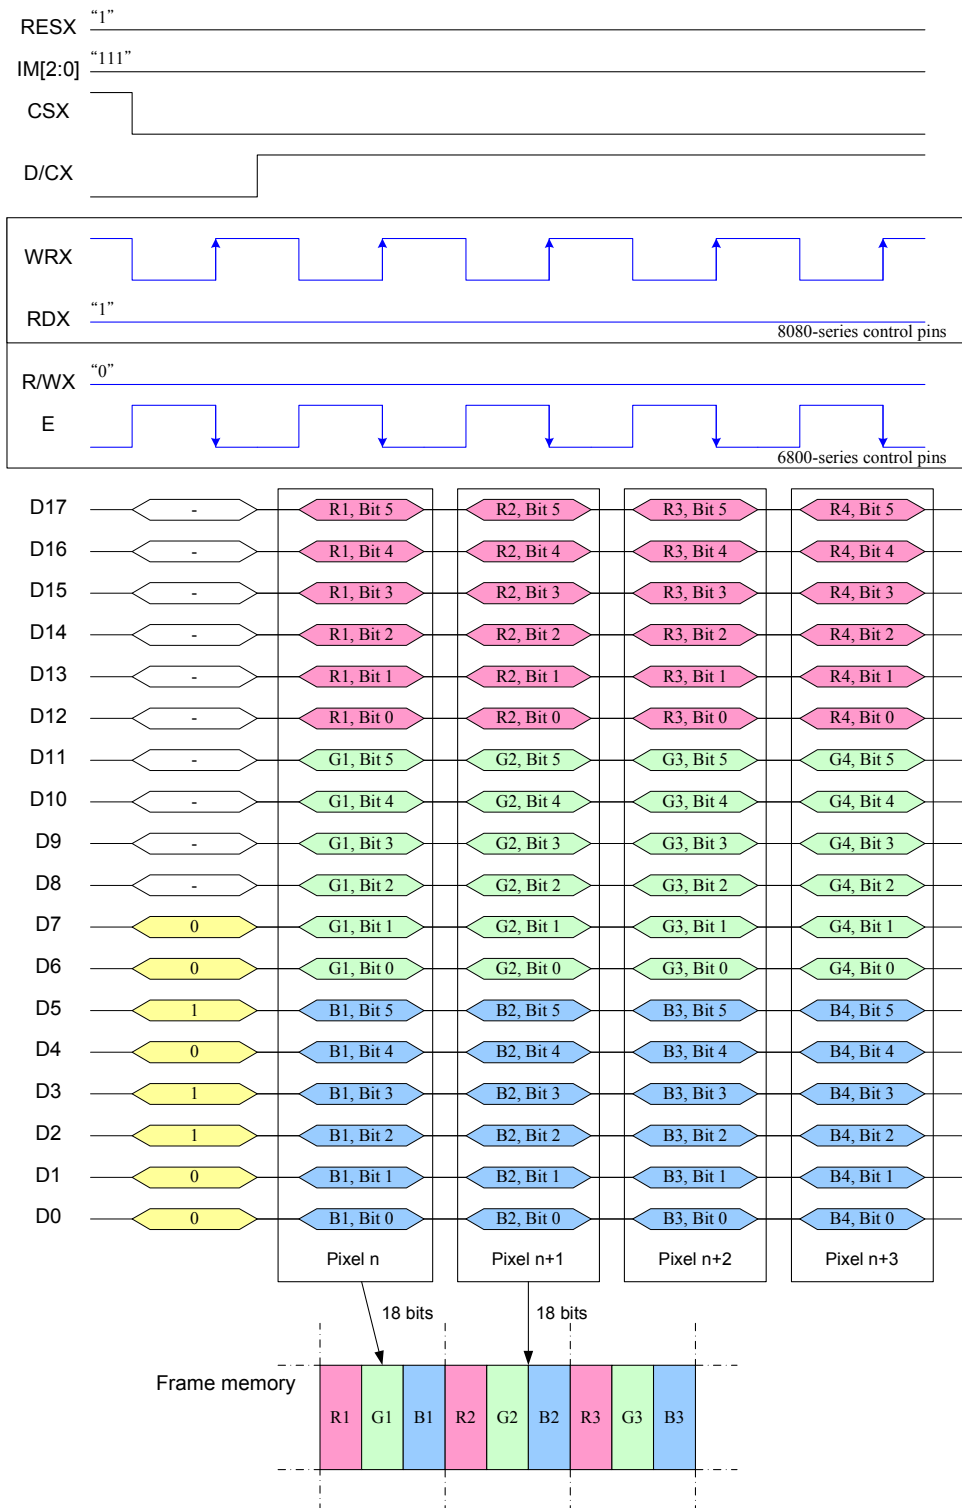 RESX "1"
IM[2:0] "111"
CSX
D/CX
WRX
RDX "1"
8080-series control pins
R/WX "0"
E
6800-series control pins
D17 - R1, Bit 5 R2, Bit 5 R3, Bit 5 R4, Bit 5
D16 - R1, Bit 4 R2, Bit 4 R3, Bit 4 R4, Bit 4
D15 - R1, Bit 3 R2, Bit 3 R3, Bit 3 R4, Bit 3
D14 - R1, Bit 2 R2, Bit 2 R3, Bit 2 R4, Bit 2
D13 - R1, Bit 1 R2, Bit 1 R3, Bit 1 R4, Bit 1
D12 - R1, Bit 0 R2, Bit 0 R3, Bit 0 R4, Bit 0
D11 - G1, Bit 5 G2, Bit 5 G3, Bit 5 G4, Bit 5
D10 - G1, Bit 4 G2, Bit 4 G3, Bit 4 G4, Bit 4
D9 - G1, Bit 3 G2, Bit 3 G3, Bit 3 G4, Bit 3
D8 - G1, Bit 2 G2, Bit 2 G3, Bit 2 G4, Bit 2
D7 0 G1, Bit 1 G2, Bit 1 G3, Bit 1 G4, Bit 1
D6 0 G1, Bit 0 G2, Bit 0 G3, Bit 0 G4, Bit 0
D5 1 B1, Bit 5 B2, Bit 5 B3, Bit 5 B4, Bit 5
D4 0 B1, Bit 4 B2, Bit 4 B3, Bit 4 B4, Bit 4
D3 1 B1, Bit 3 B2, Bit 3 B3, Bit 3 B4, Bit 3
D2 1 B1, Bit 2 B2, Bit 2 B3, Bit 2 B4, Bit 2
D1 0 B1, Bit 1 B2, Bit 1 B3, Bit 1 B4, Bit 1
D0 0 B1, Bit 0 B2, Bit 0 B3, Bit 0 B4, Bit 0
Pixel n Pixel n+1 Pixel n+2 Pixel n+3
18 bits 18 bits
Frame memory
R1 G1 B1 R2 G2 B2 R3 G3 B3